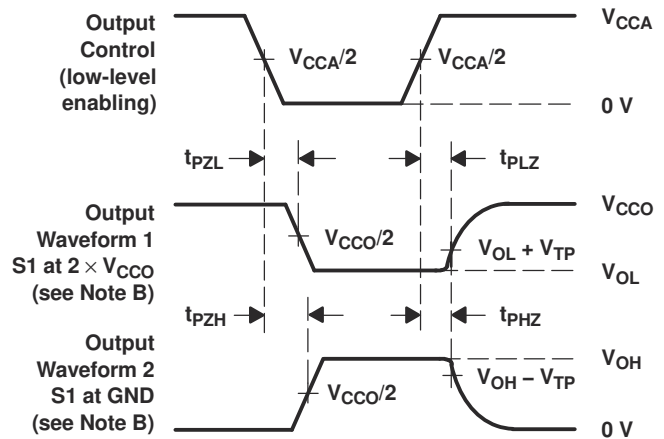 Output
Control
(low-level
enabling)
V_CCA/2
V_CCA/2
V_CCA
0 V
t_PZL
t_PLZ
Output
Waveform 1
S1 at 2 × V_CCO
(see Note B)
V_CCO/2
V_CCO
V_OL + V_TP
V_OL
t_PZH
t_PHZ
Output
Waveform 2
S1 at GND
(see Note B)
V_CCO/2
V_OH
V_OH − V_TP
0 V